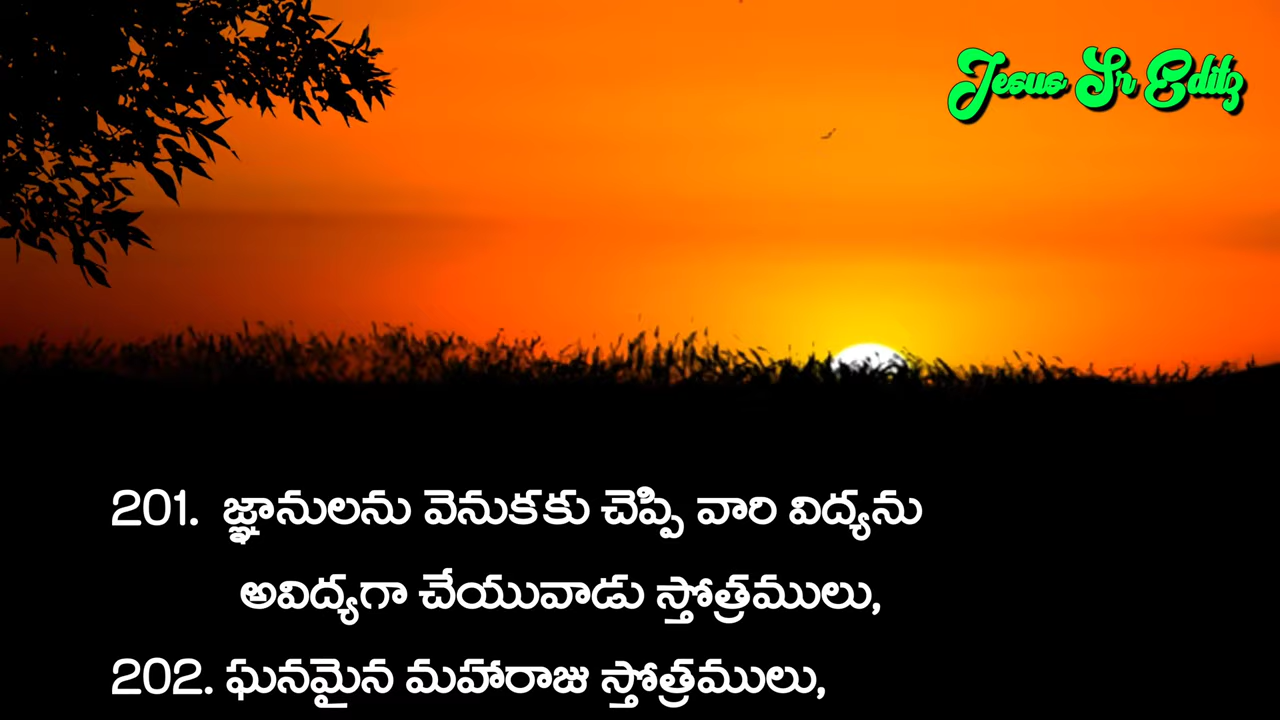 Jesus Sr Editz
201. జ్ఞానులను వెనుకకు చెప్పి వారి విద్యను
అవిద్యగా చేయువాడు స్తోత్రములు,
202. ఘనమైన మహారాజు స్తోత్రములు,